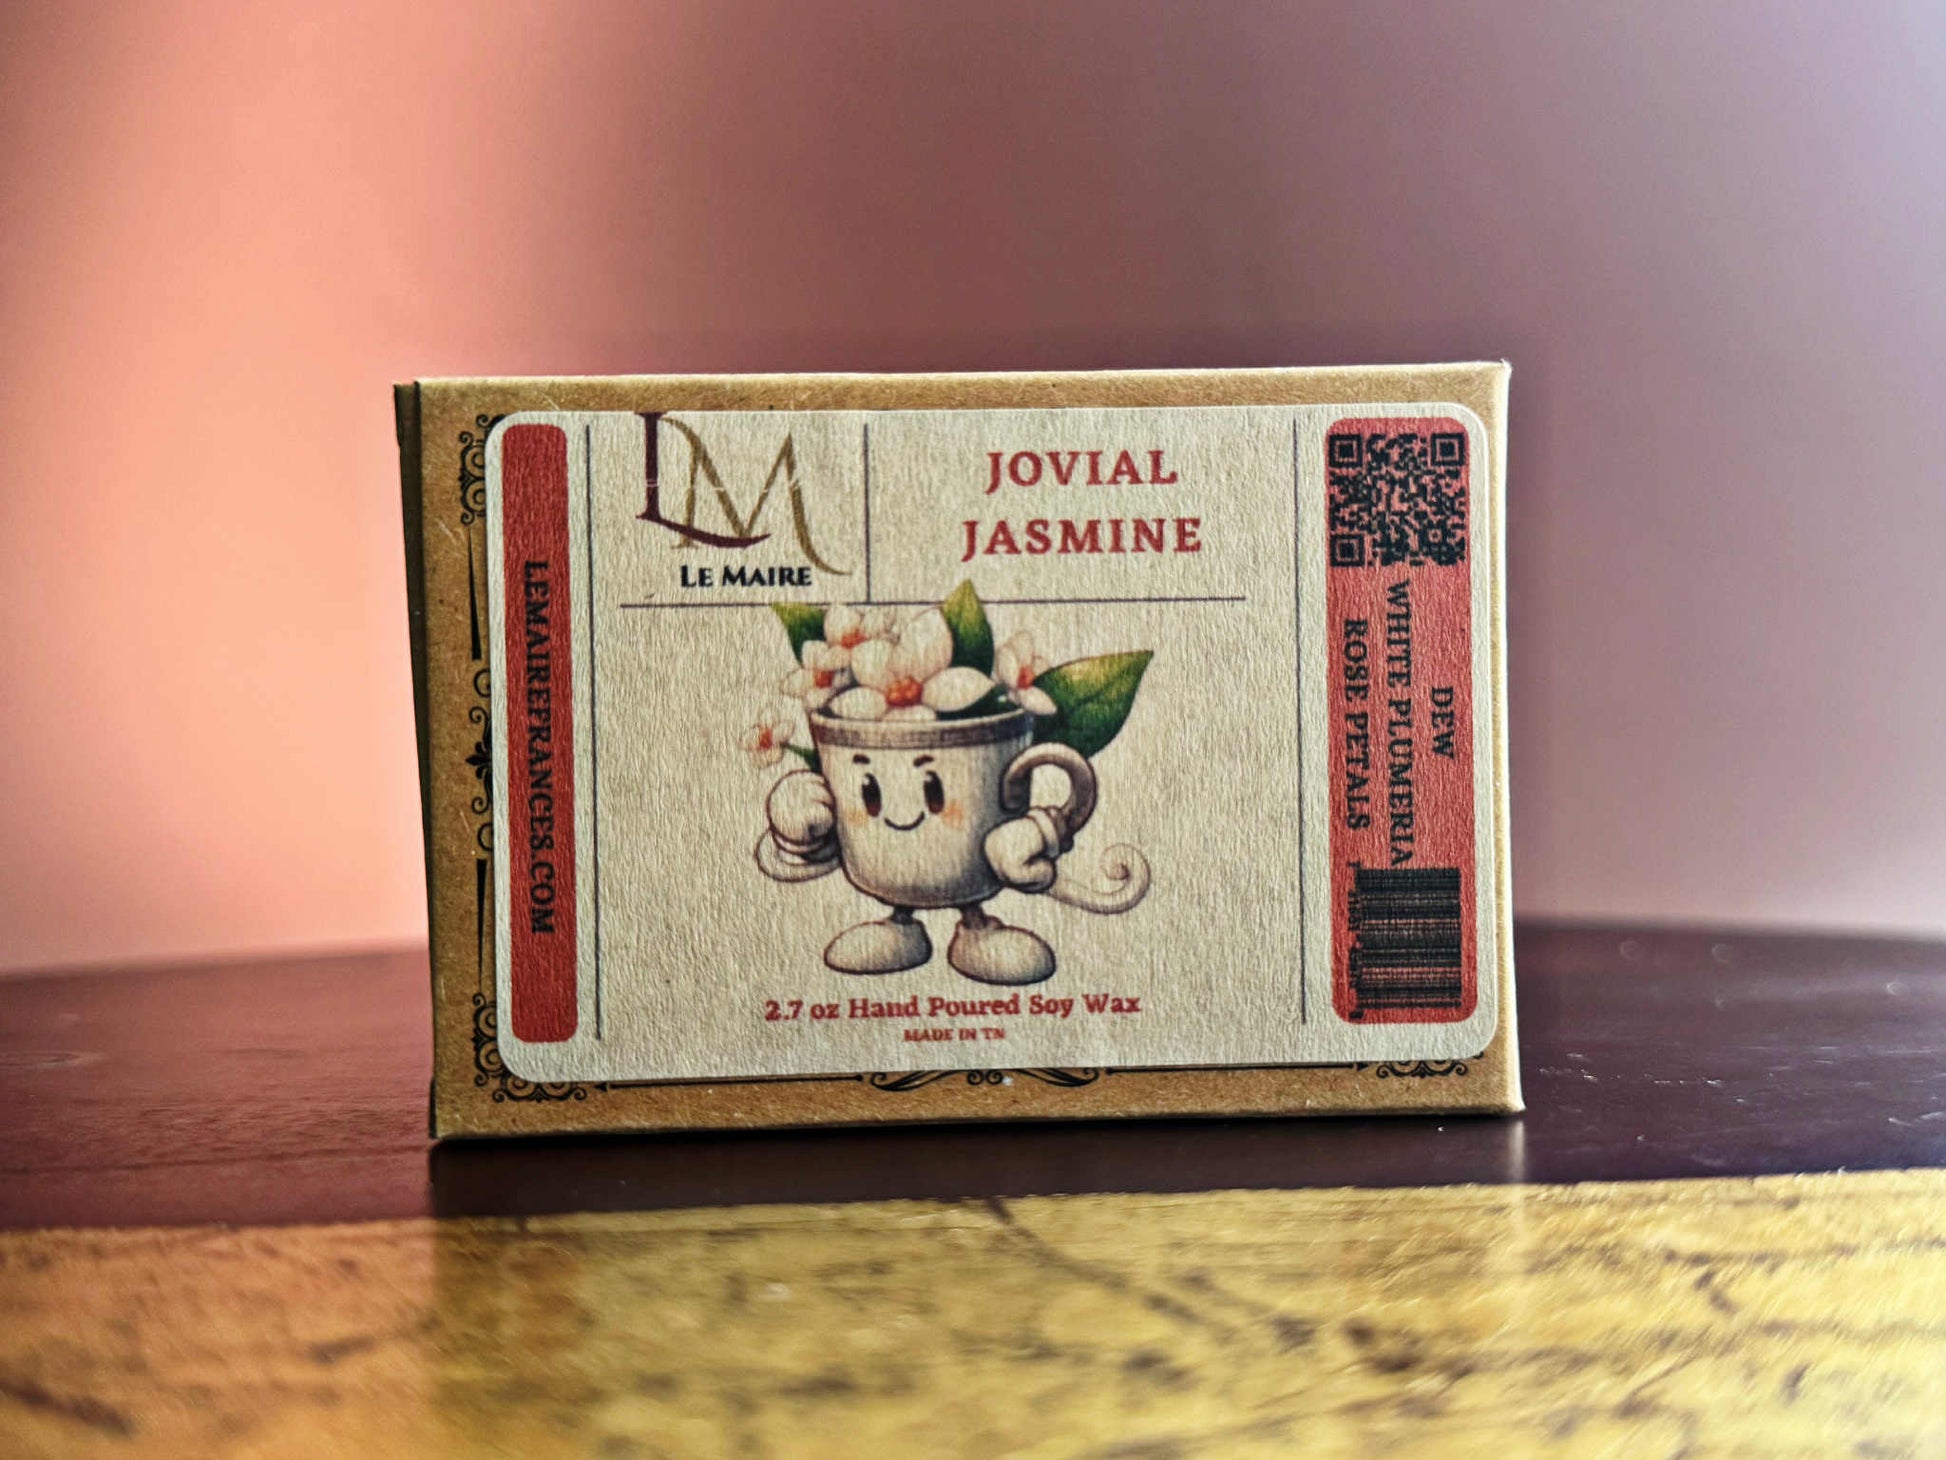 LEMAIREFRANCES.COM
LM
LE MAIRE
JOVIAL
JASMINE
DEW
WHITE PLUMERIA
ROSE PETALS
2.7 oz Hand Poured Soy Wax
MADE IN TN